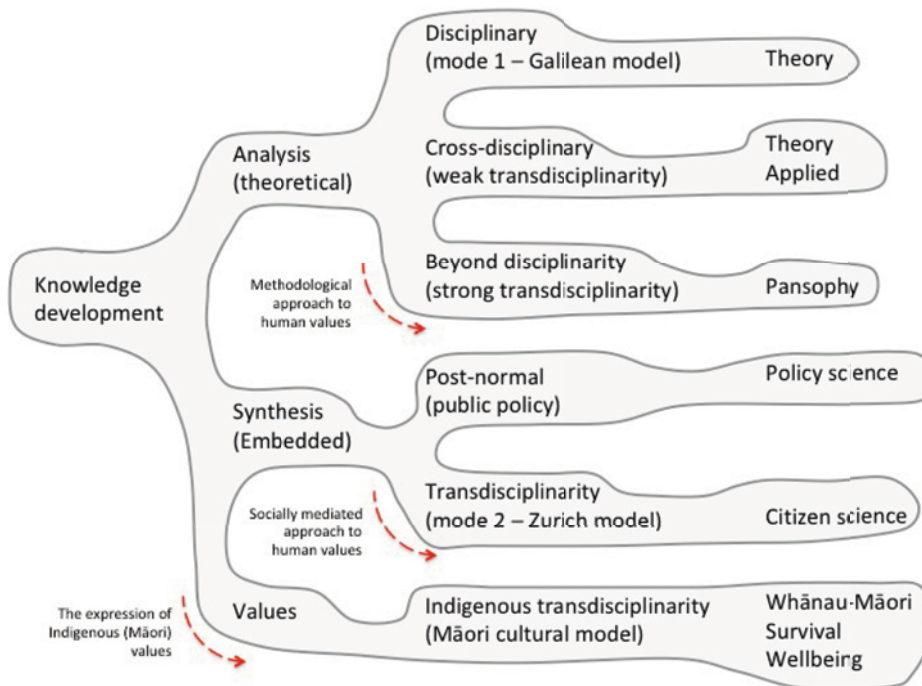 Disciplinary
(mode 1 – Galilean model)
Theory
Analysis
(theoretical)
Cross-disciplinary
(weak transdisciplinarity)
Theory
Applied
Knowledge
development
Methodological
approach to
human values
Beyond disciplinarity
(strong transdisciplinarity)
Pansophy
Synthesis
(Embedded)
Post-normal
(public policy)
Policy science
Socially mediated
approach to
human values
Transdisciplinarity
(mode 2 – Zurich model)
Citizen science
The expression of
Indigenous (Māori)
values
Values
Indigenous transdisciplinarity
(Māori cultural model)
Whānau-Māori
Survival
Wellbeing